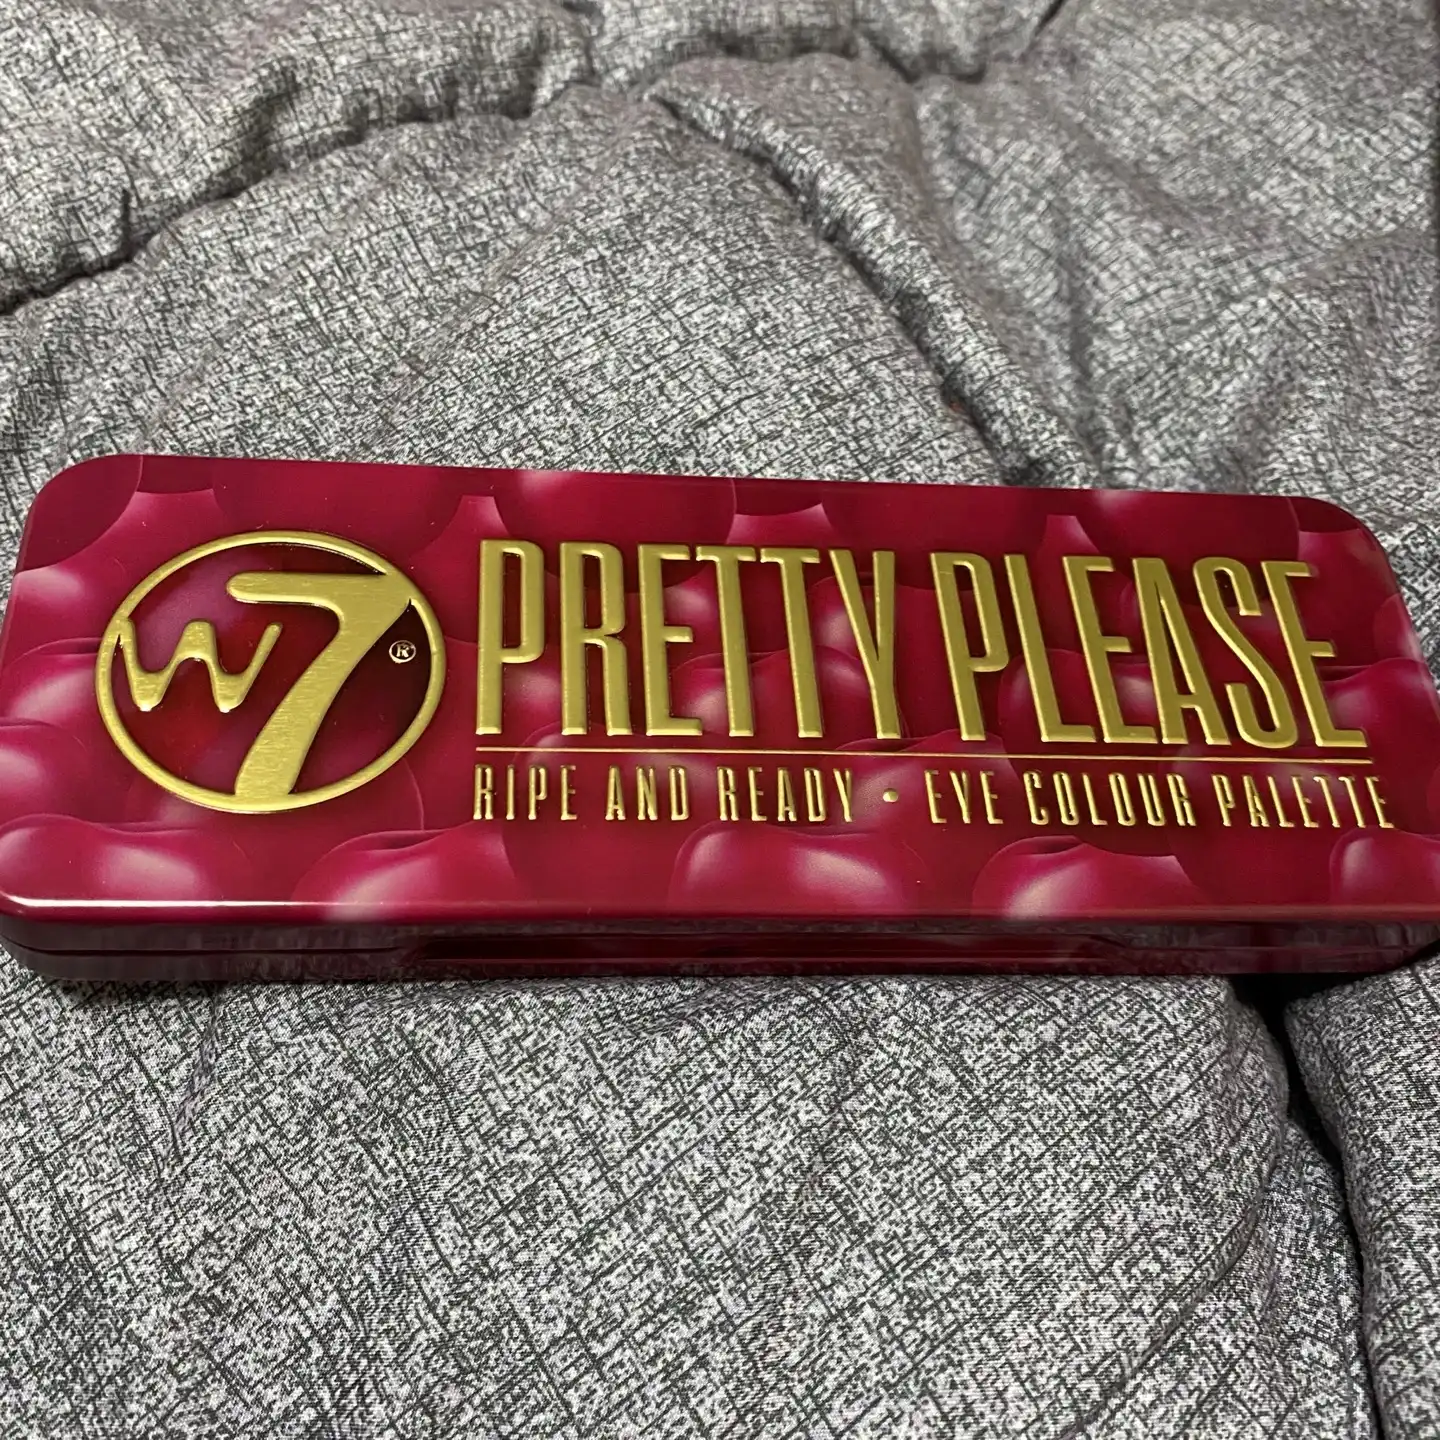 W7®
PRETTY PLEASE
RIPE AND READY • EYE COLOUR PALETTE